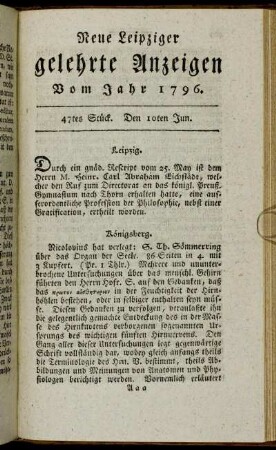 Neue Leipziger
gelehrte Anzeigen
Vom Jahr 1796.
47tes Stück. Den 10ten Jun.
Leipzig.
Durch ein gnäd. Reskript vom 25. May ist dem
Herrn M. Heinr. Carl Abraham Eichstädt, wel-
cher den Ruf zum Directorat an das königl. Preuß.
Gymnasium nach Thorn erhalten hatte, eine aus-
serordentliche Profession der Philosophie, nebst einer
Gratification, ertheilt worden.
Königsberg.
Nicolovius hat verlegt: S. Th. Sömmerring
über das Organ der Seele. 86 Seiten in 4. mit
3 Kupfert. (Pr. 1 Thlr.) Mehrere und ununter-
brochene Untersuchungen über das menschl. Gehirn
führten den Herrn Hofr. S. auf den Gedanken, daß
das in der Feuchtigkeit der Hirn-
höhlen bestehen, oder in selbiger enthalten seyn müs-
se. Diesen Gedanken zu verfolgen, veranlaßte ihn
die gelegentlich gemachte Entdeckung des in der Mas-
se des Hirnknotens verborgenen sogenannten Ur-
sprungs des wichtigen fünften Hirnnerven. Den
Gang aller dieser Untersuchungen legt gegenwärtige
Schrift vollständig dar, wobey gleich anfangs theils
die Terminologie des Hrn. V. bestimmt, theils Ab-
bildungen und Meinungen von Anatomen und Phy-
siologen berichtigt worden. Vornemlich erläutert
A a a